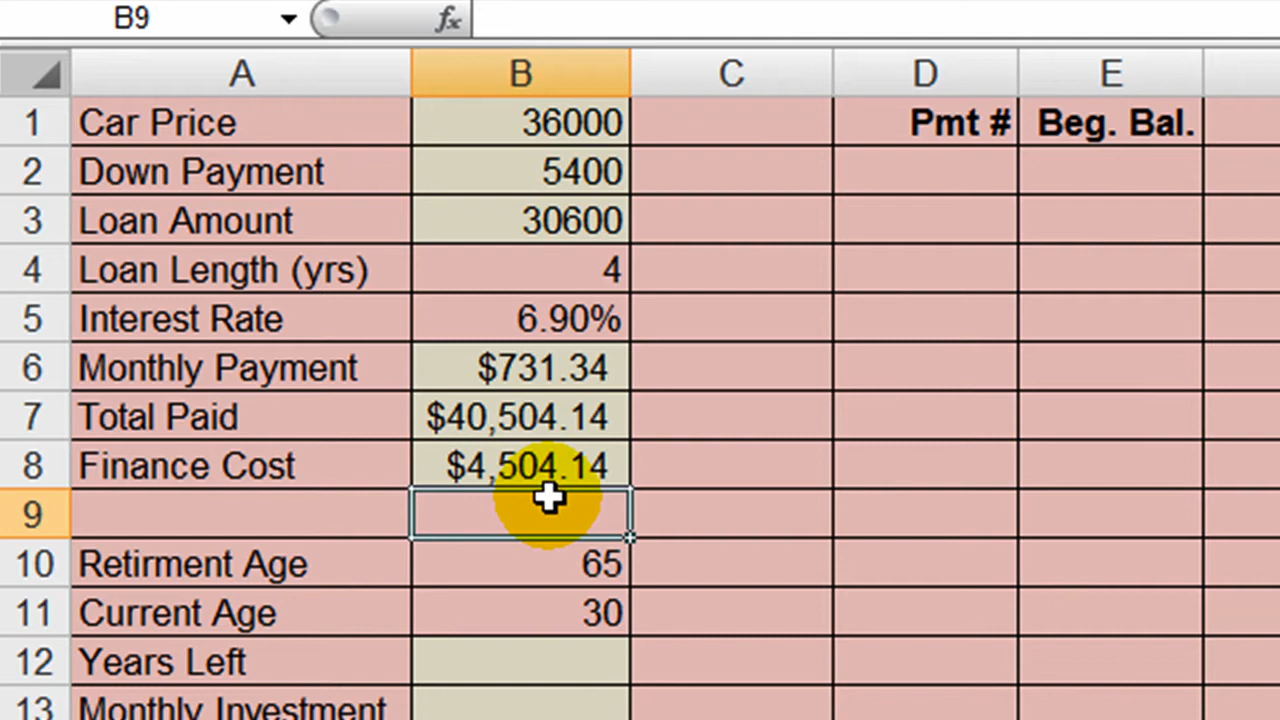 B9 fx
A B C D E
1 Car Price 36000 Pmt # Beg. Bal.
2 Down Payment 5400
3 Loan Amount 30600
4 Loan Length (yrs) 4
5 Interest Rate 6.90%
6 Monthly Payment $731.34
7 Total Paid $40,504.14
8 Finance Cost $4,504.14
9
10 Retirment Age 65
11 Current Age 30
12 Years Left
13 Monthly Investment